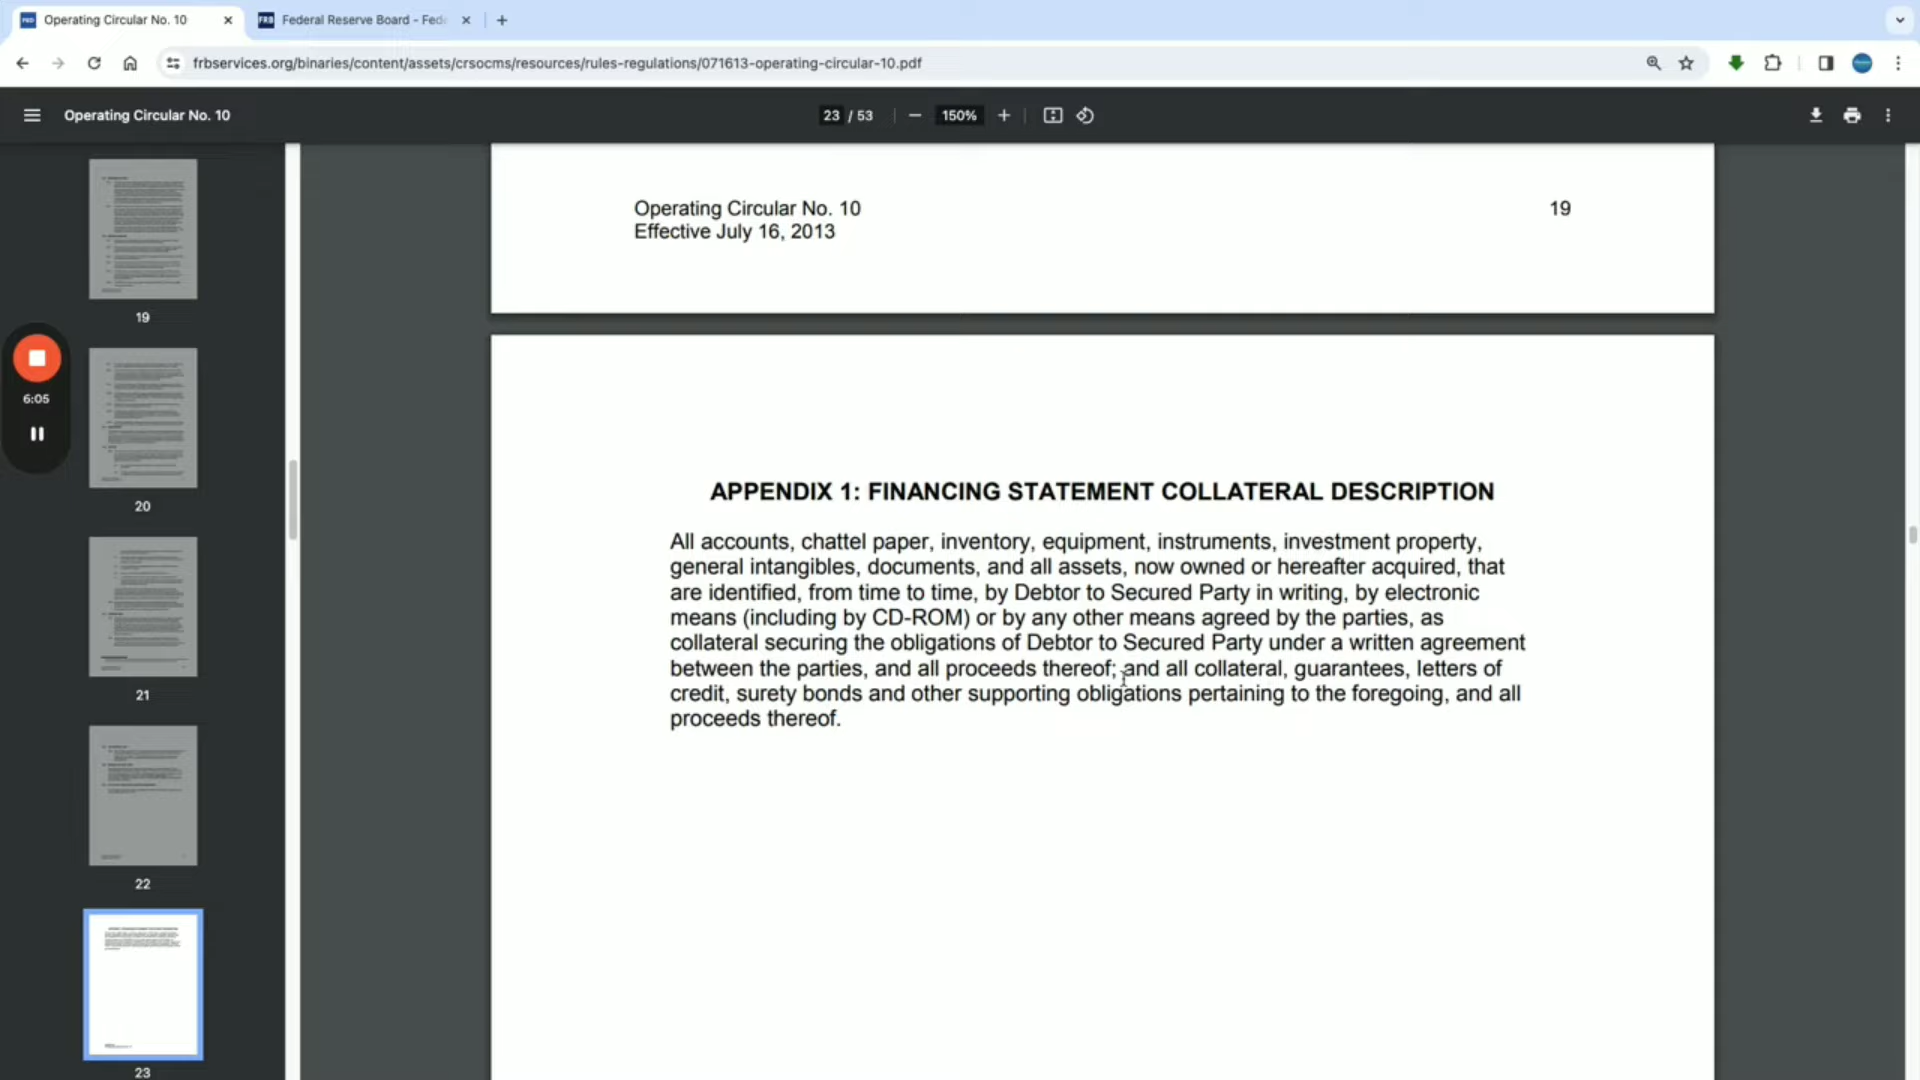 Operating Circular No. 10
Federal Reserve Board - Fed
frbservices.org/binaries/content/assets/crsocms/resources/rules-regulations/071613-operating-circular-10.pdf
Operating Circular No. 10
23 / 53
150%
19
20
21
22
23
6:05
Operating Circular No. 10 19
Effective July 16, 2013
APPENDIX 1: FINANCING STATEMENT COLLATERAL DESCRIPTION
All accounts, chattel paper, inventory, equipment, instruments, investment property,
general intangibles, documents, and all assets, now owned or hereafter acquired, that
are identified, from time to time, by Debtor to Secured Party in writing, by electronic
means (including by CD-ROM) or by any other means agreed by the parties, as
collateral securing the obligations of Debtor to Secured Party under a written agreement
between the parties, and all proceeds thereof; and all collateral, guarantees, letters of
credit, surety bonds and other supporting obligations pertaining to the foregoing, and all
proceeds thereof.